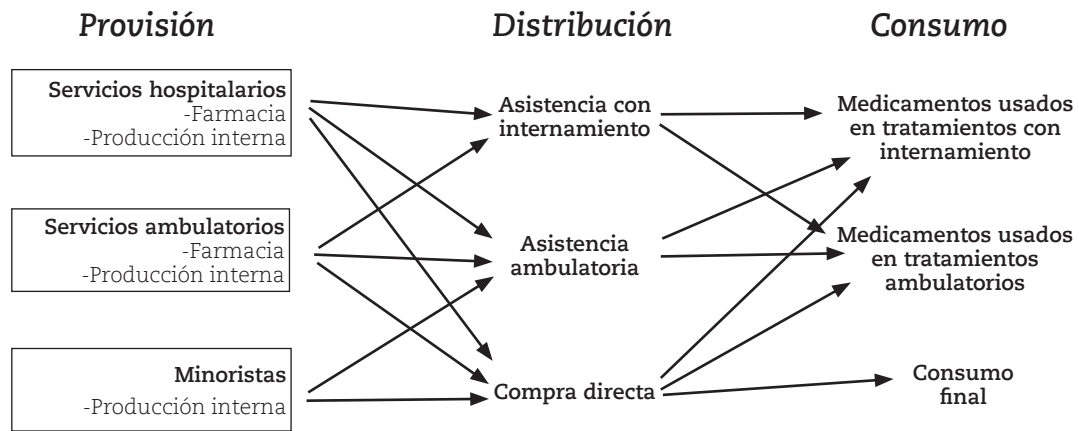 Provisión
Distribución
Consumo
Servicios hospitalarios
-Farmacia
-Producción interna
Asistencia con
internamiento
Medicamentos usados
en tratamientos con
internamiento
Servicios ambulatorios
-Farmacia
-Producción interna
Asistencia
ambulatoria
Medicamentos usados
en tratamientos
ambulatorios
Minoristas
-Producción interna
Compra directa
Consumo
final